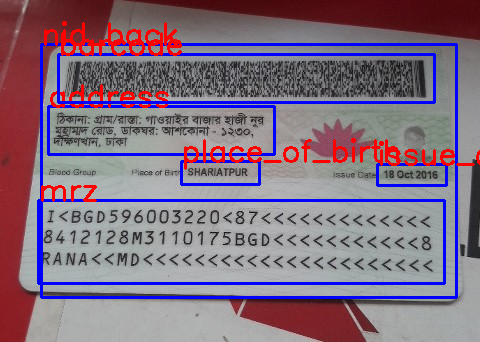 nid_back
barcode
address
ঠিকানা: গ্রাম/রাস্তা: গাওয়াইর বাজার হাজী নুর
মুহাম্মদ রোড, ডাকঘর: আশকোনা - ১২৩০,
দক্ষিণখান, ঢাকা
place_of_birth
issue_
Blood Group Place of Birth SHARIATPUR Issue Date 18 Oct 2016
mrz
I<BGD596003220<87<<<<<<<<<<<<<
8412128M3110175BGD<<<<<<<<<<<8
RANA<<MD<<<<<<<<<<<<<<<<<<<<<<